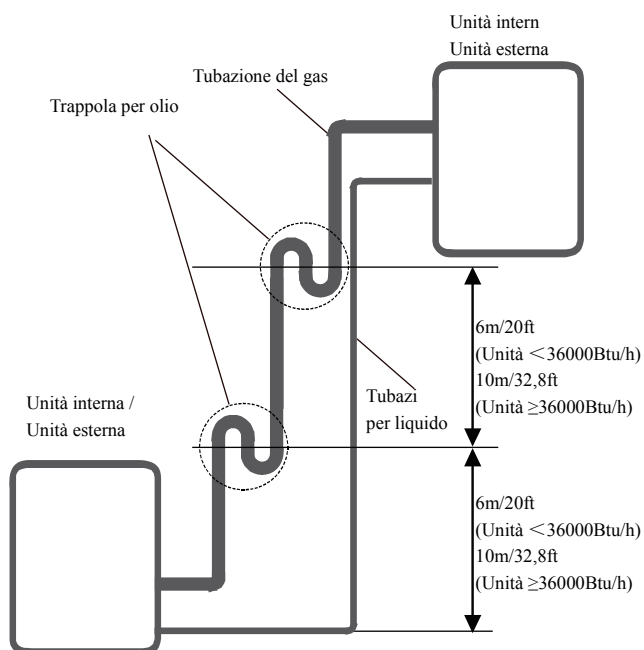 Unità intern
Unità esterna
Tubazione del gas
Trappola per olio
6m/20ft
(Unità <36000Btu/h)
10m/32,8ft
(Unità ≥36000Btu/h)
Tubazi
per liquido
Unità interna /
Unità esterna
6m/20ft
(Unità <36000Btu/h)
10m/32,8ft
(Unità ≥36000Btu/h)